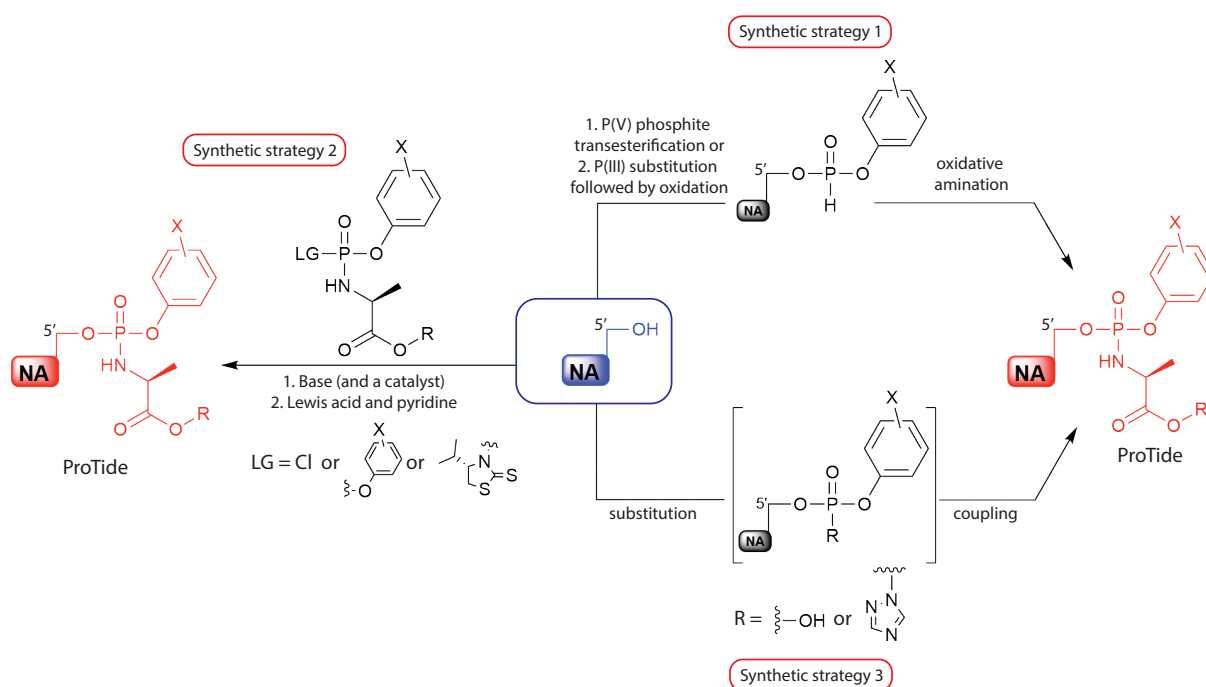 Synthetic strategy 1
X
O
5′
O
P
O
H
NA
1. P(V) phosphite
transesterification or
2. P(III) substitution
followed by oxidation
oxidative
amination
Synthetic strategy 2
X
O
LG
P
O
HN
O
O
R
1. Base (and a catalyst)
2. Lewis acid and pyridine
LG = Cl or
X
O
or
N
S
S
X
O
5′
O
P
O
HN
NA
O
O
R
ProTide
5′
OH
NA
X
O
5′
O
P
O
HN
NA
O
O
R
ProTide
substitution
X
O
5′
O
P
O
R
NA
coupling
R =
OH or
N
N
N
Synthetic strategy 3